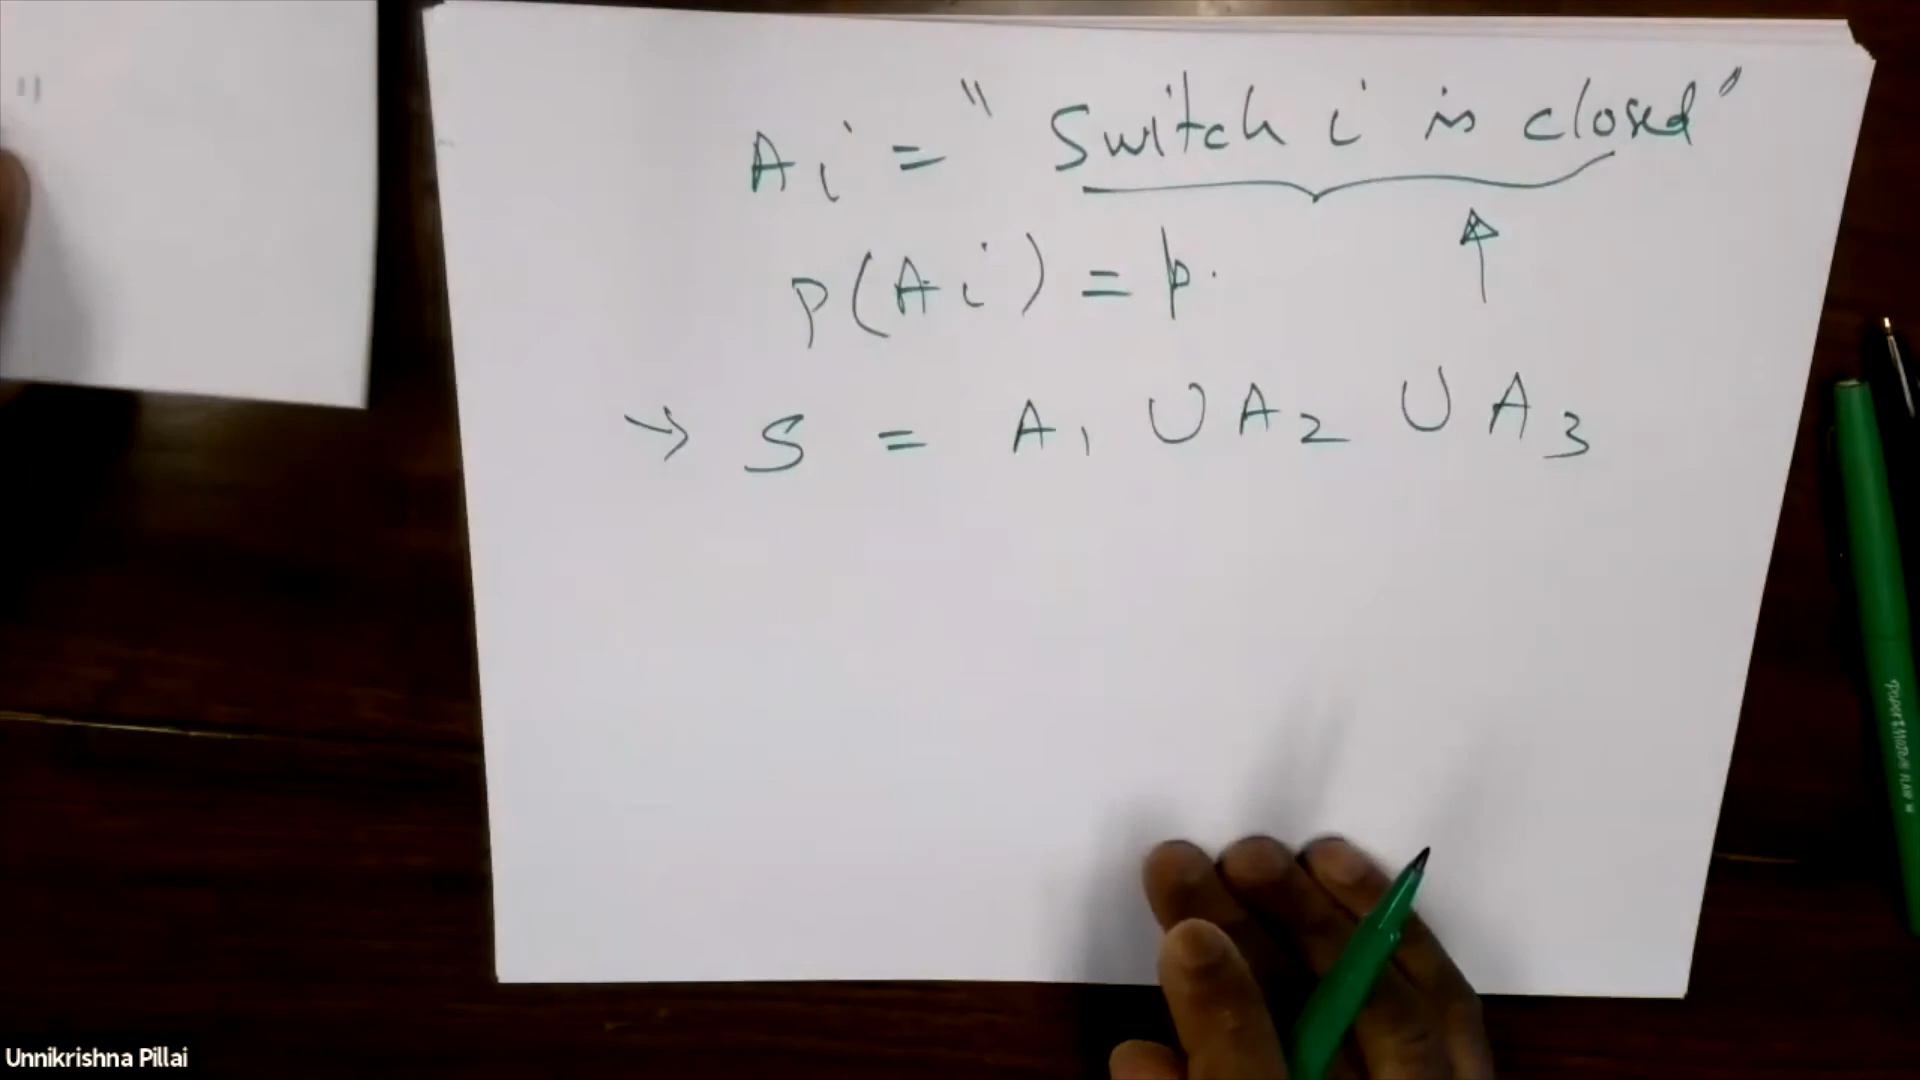 "
Ai = "Switch i is closed"
P(Ai) = p.
→ S = A1 ∪ A2 ∪ A3
Unnikrishna Pillai